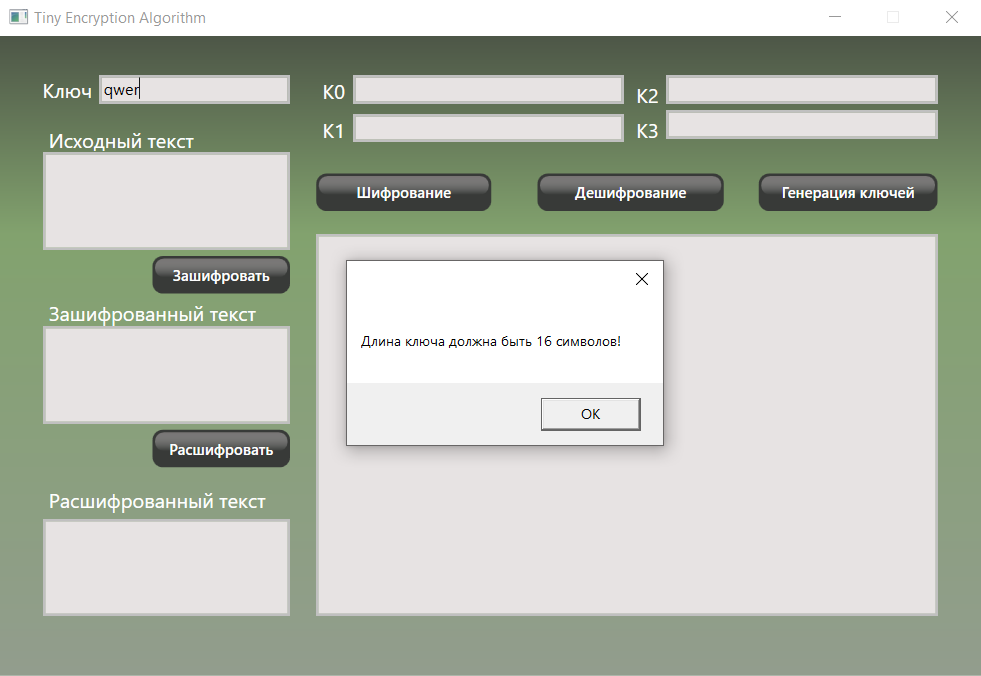 Tiny Encryption Algorithm
Ключ qwer
K0
K2
K1
K3
Исходный текст
Шифрование
Дешифрование
Генерация ключей
Зашифровать
Зашифрованный текст
Длина ключа должна быть 16 символов!
OK
Расшифровать
Расшифрованный текст